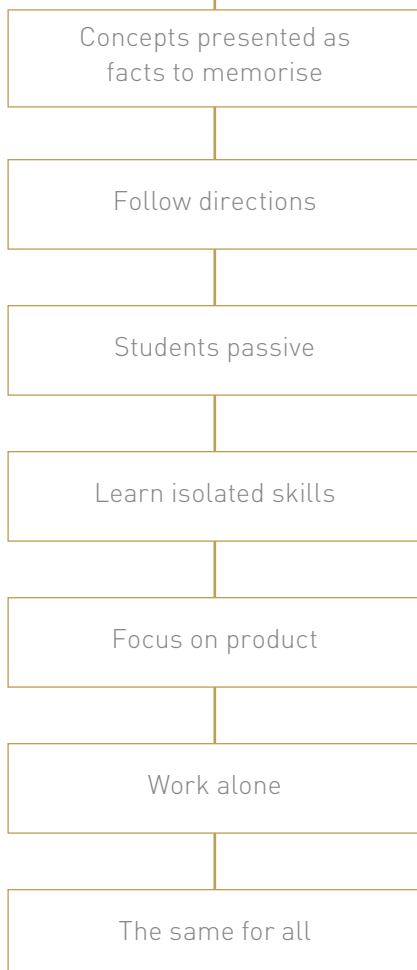 Concepts presented as
facts to memorise
Follow directions
Students passive
Learn isolated skills
Focus on product
Work alone
The same for all